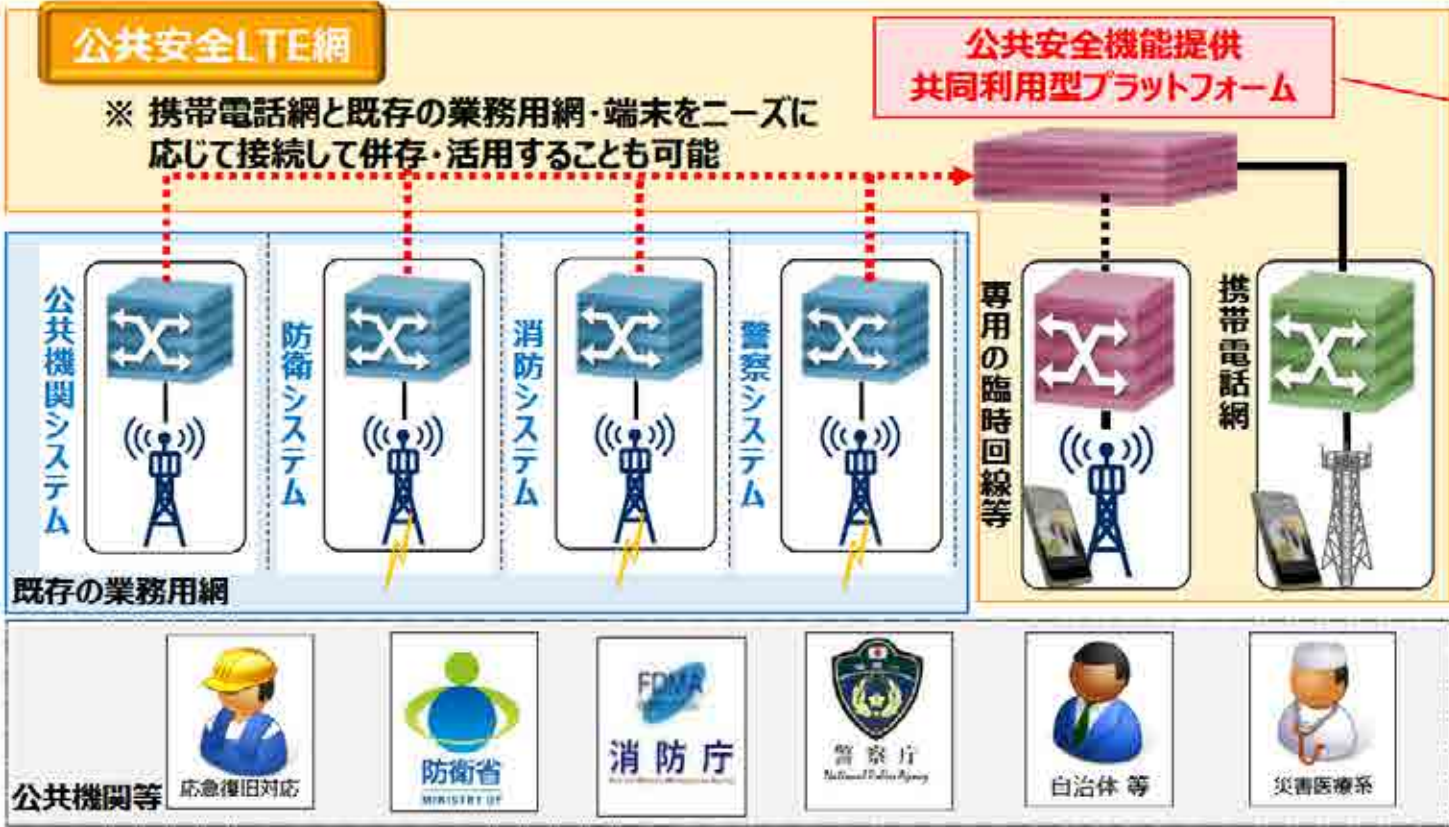 公共安全LTE網
公共安全機能提供
共同利用型プラットフォーム
※ 携帯電話網と既存の業務用網・端末をニーズに
応じて接続して併存・活用することも可能
公共機関システム
防衛システム
消防システム
警察システム
専用の臨時回線等
携帯電話網
既存の業務用網
公共機関等
応急復旧対応
防衛省
MINISTRY OF
FDMA
消防庁
警察庁
National Police Agency
自治体 等
災害医療系